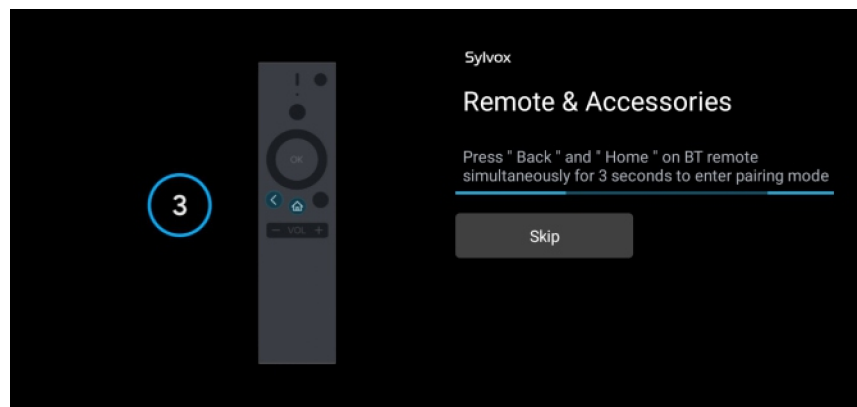 Sylvox
Remote & Accessories
Press " Back " and " Home " on BT remote
simultaneously for 3 seconds to enter pairing mode
3
OK
- VOL +
Skip